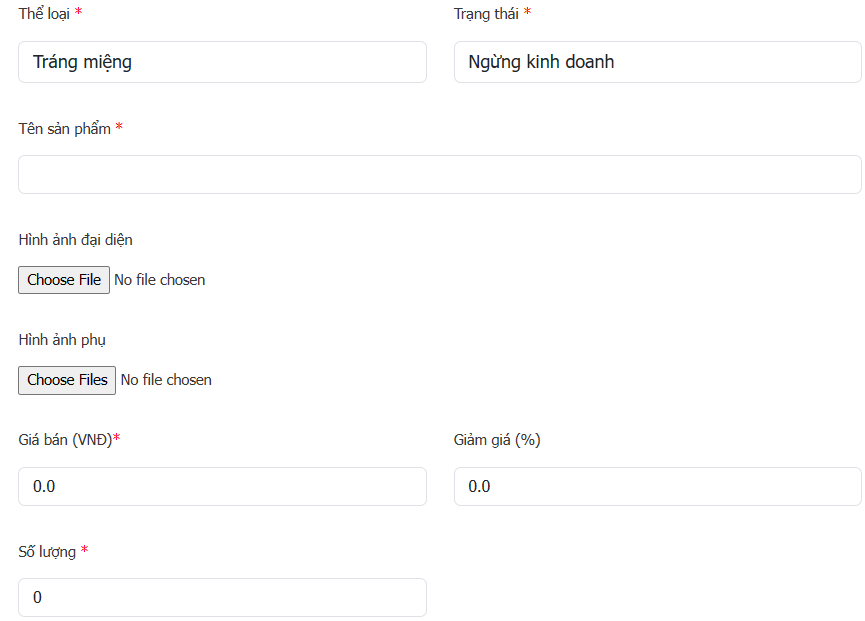 Thể loại * Trạng thái *
Tráng miệng Ngừng kinh doanh
Tên sản phẩm *
Hình ảnh đại diện
Choose File No file chosen
Hình ảnh phụ
Choose Files No file chosen
Giá bán (VNĐ)* Giảm giá (%)
0.0 0.0
Số lượng *
0